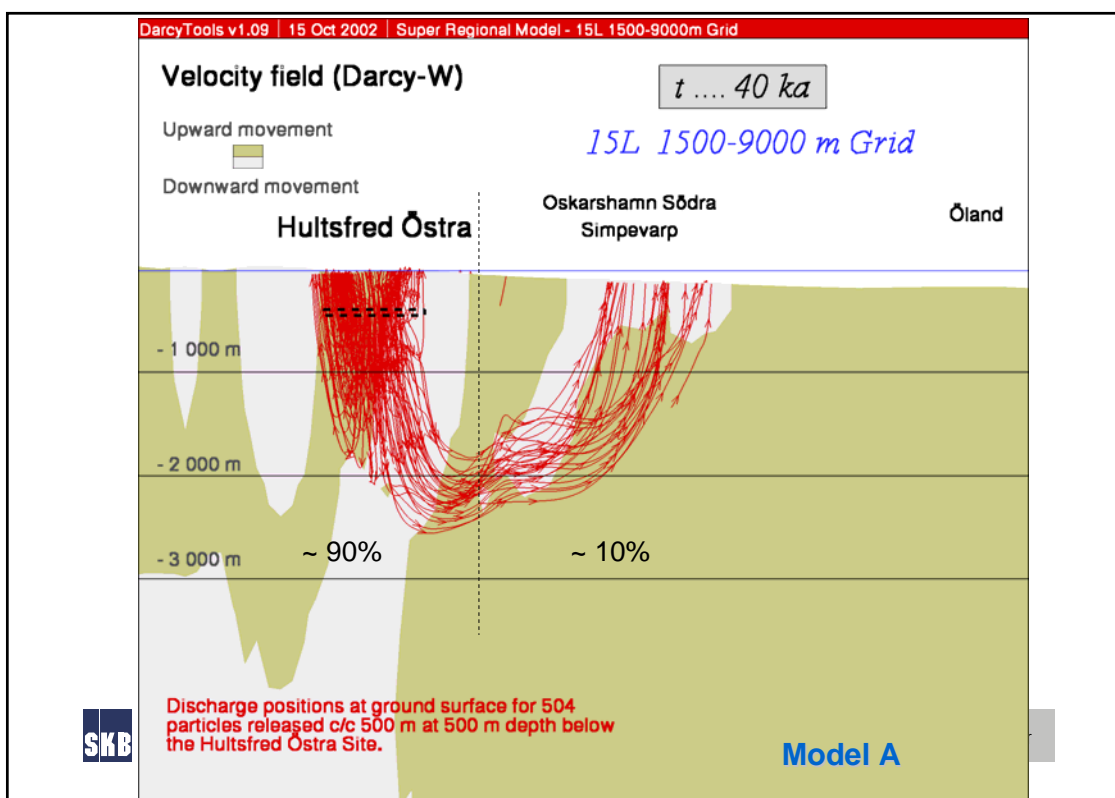 DarcyTools v1.09 | 15 Oct 2002 | Super Regional Model - 15L 1500-9000m Grid
Velocity field (Darcy-W)
t .... 40 ka
Upward movement
15L 1500-9000 m Grid
Downward movement
Hultsfred Östra
Oskarshamn Södra
Simpevarp
Öland
- 1 000 m
- 2 000 m
~ 90%
~ 10%
- 3 000 m
Discharge positions at ground surface for 504
particles released c/c 500 m at 500 m depth below
the Hultsfred Östra Site.
SKB
Model A